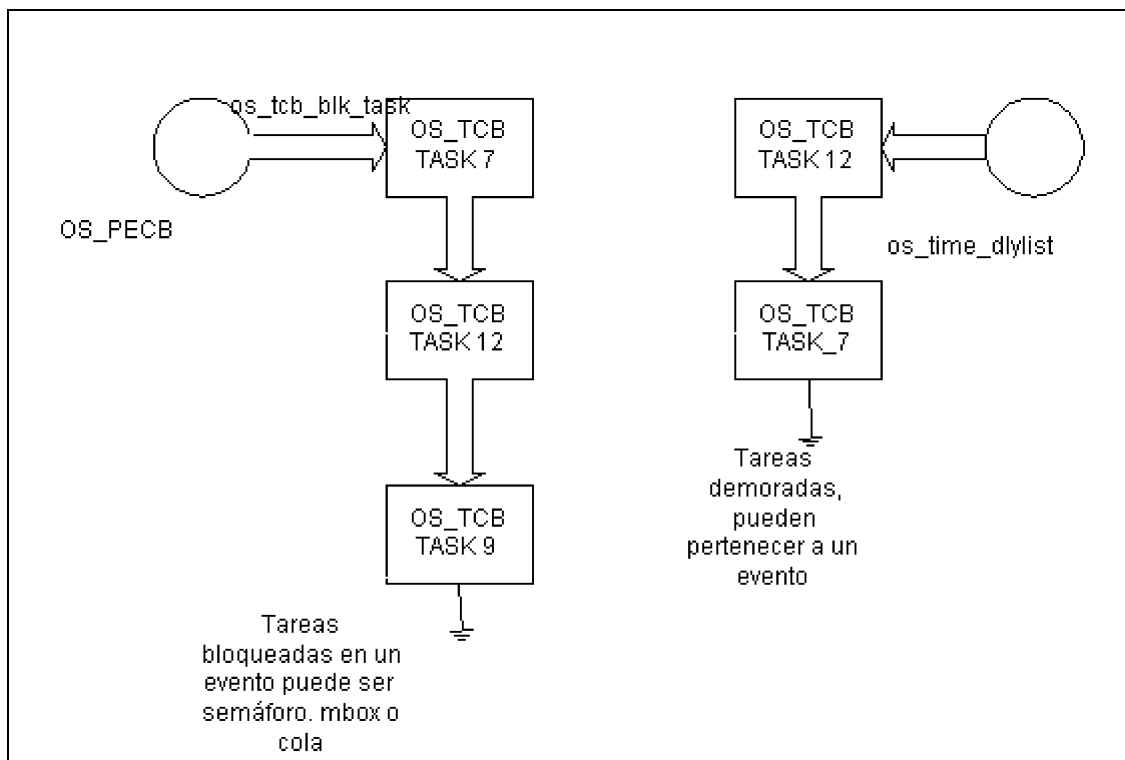 os_tcb_blk_task
OS_PECB
OS_TCB
TASK 7
OS_TCB
TASK 12
OS_TCB
TASK 9
Tareas
bloqueadas en un
evento puede ser
semáforo. mbox o
cola
OS_TCB
TASK 12
os_time_dlylist
OS_TCB
TASK_7
Tareas
demoradas,
pueden
pertenecer a un
evento